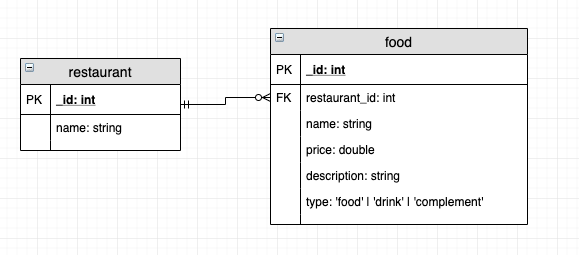 restaurant
PK _id: int
name: string
food
PK _id: int
FK restaurant_id: int
name: string
price: double
description: string
type: 'food' | 'drink' | 'complement'